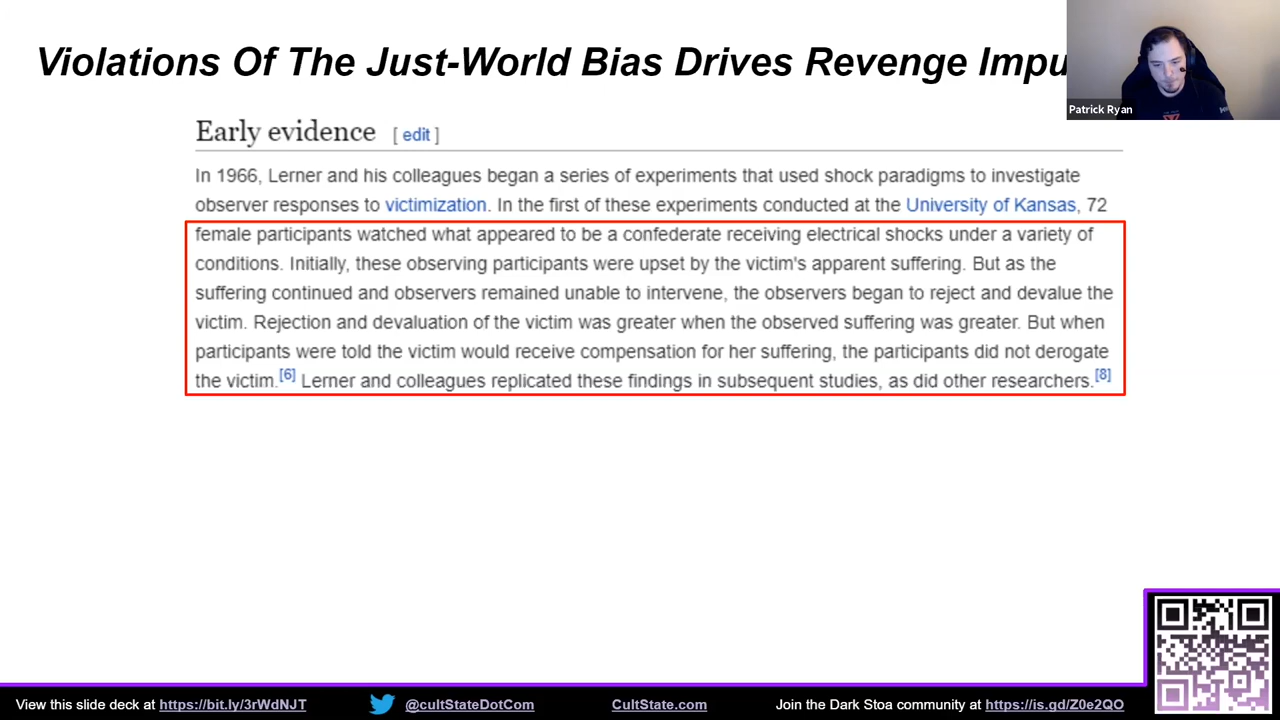 Violations Of The Just-World Bias Drives Revenge Impu
Patrick Ryan
Early evidence [ edit ]
In 1966, Lerner and his colleagues began a series of experiments that used shock paradigms to investigate
observer responses to victimization. In the first of these experiments conducted at the University of Kansas, 72
female participants watched what appeared to be a confederate receiving electrical shocks under a variety of
conditions. Initially, these observing participants were upset by the victim's apparent suffering. But as the
suffering continued and observers remained unable to intervene, the observers began to reject and devalue the
victim. Rejection and devaluation of the victim was greater when the observed suffering was greater. But when
participants were told the victim would receive compensation for her suffering, the participants did not derogate
the victim.[6] Lerner and colleagues replicated these findings in subsequent studies, as did other researchers.[8]
View this slide deck at https://bit.ly/3rWdNJT @cultStateDotCom CultState.com Join the Dark Stoa community at https://is.gd/Z0e2QO